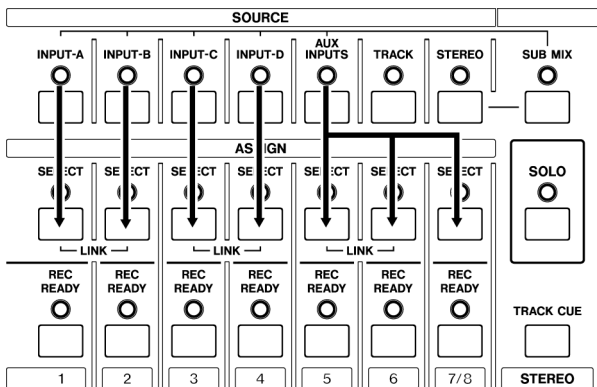 SOURCE
INPUT-A INPUT-B INPUT-C INPUT-D AUX INPUTS TRACK STEREO SUB MIX
ASSIGN
SELECT SELECT SELECT SELECT SELECT SELECT SELECT
SOLO
LINK LINK LINK
REC READY REC READY REC READY REC READY REC READY REC READY REC READY
TRACK CUE
1 2 3 4 5 6 7/8 STEREO